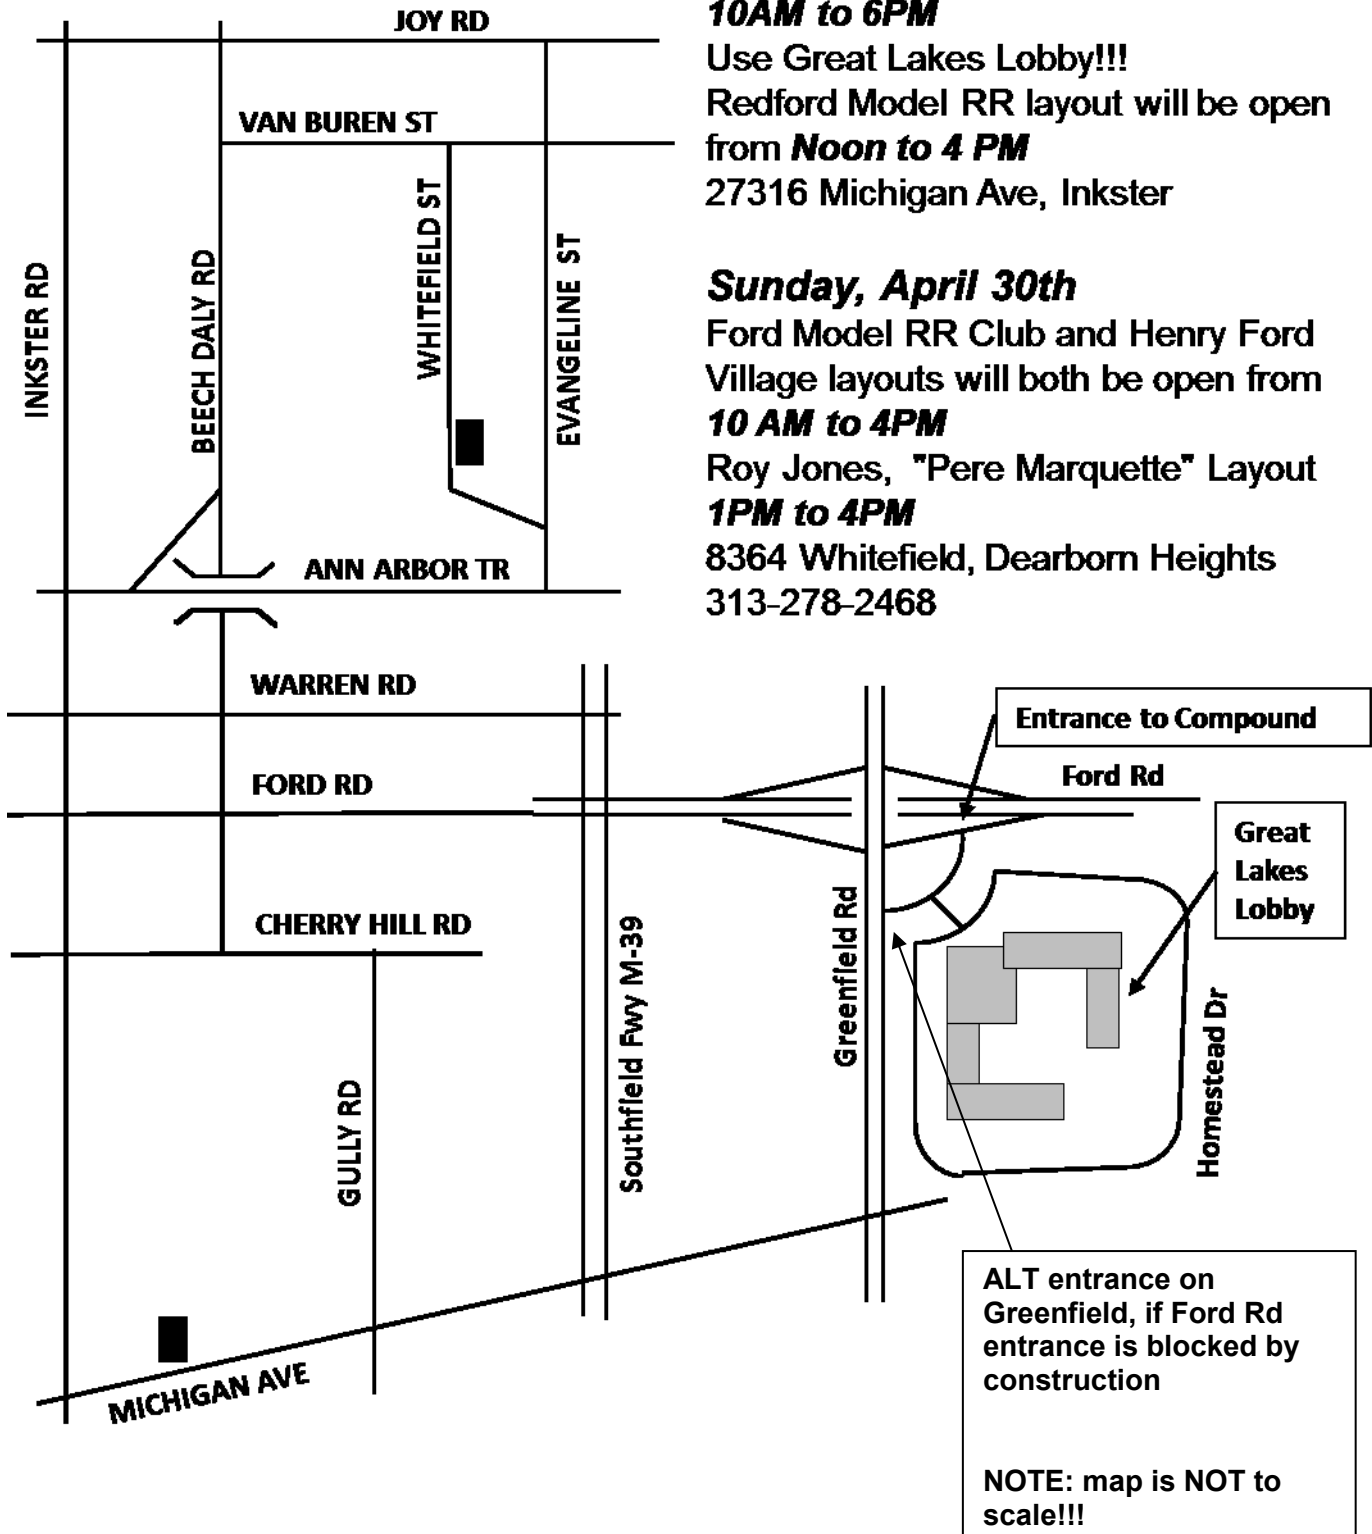 10AM to 6PM
Use Great Lakes Lobby!!!
Redford Model RR layout will be open
from Noon to 4 PM
27316 Michigan Ave, Inkster
Sunday, April 30th
Ford Model RR Club and Henry Ford
Village layouts will both be open from
10 AM to 4PM
Roy Jones, "Pere Marquette" Layout
1PM to 4PM
8364 Whitefield, Dearborn Heights
313-278-2468
JOY RD
VAN BUREN ST
WHITEFIELD ST
EVANGELINE ST
BEECH DALY RD
INKSTER RD
ANN ARBOR TR
WARREN RD
FORD RD
CHERRY HILL RD
GULLY RD
Southfield Fwy M-39
MICHIGAN AVE
Entrance to Compound
Ford Rd
Great
Lakes
Lobby
Greenfield Rd
Homestead Dr
ALT entrance on
Greenfield, if Ford Rd
entrance is blocked by
construction
NOTE: map is NOT to
scale!!!